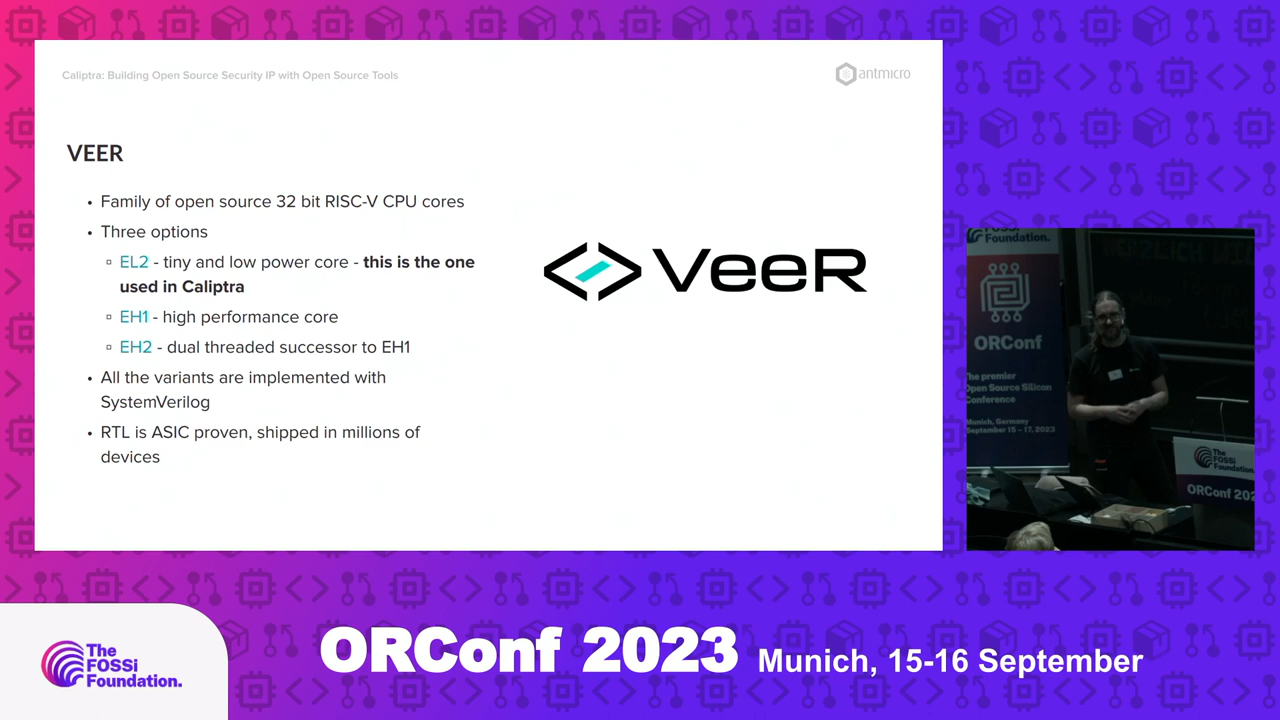 Caliptra: Building Open Source Security IP with Open Source Tools
antmicro
VEER
• Family of open source 32 bit RISC-V CPU cores
• Three options
▫ EL2 - tiny and low power core - this is the one
used in Caliptra
▫ EH1 - high performance core
▫ EH2 - dual threaded successor to EH1
• All the variants are implemented with
SystemVerilog
• RTL is ASIC proven, shipped in millions of
devices
VeeR
Foundation.
ORConf
The premier
Open Source Silicon
Conference
Munich, Germany
September 15 – 17, 2023
The
FOSSi
Foundation.
ORConf 202
The
FOSSi
Foundation.
ORConf 2023
Munich, 15-16 September